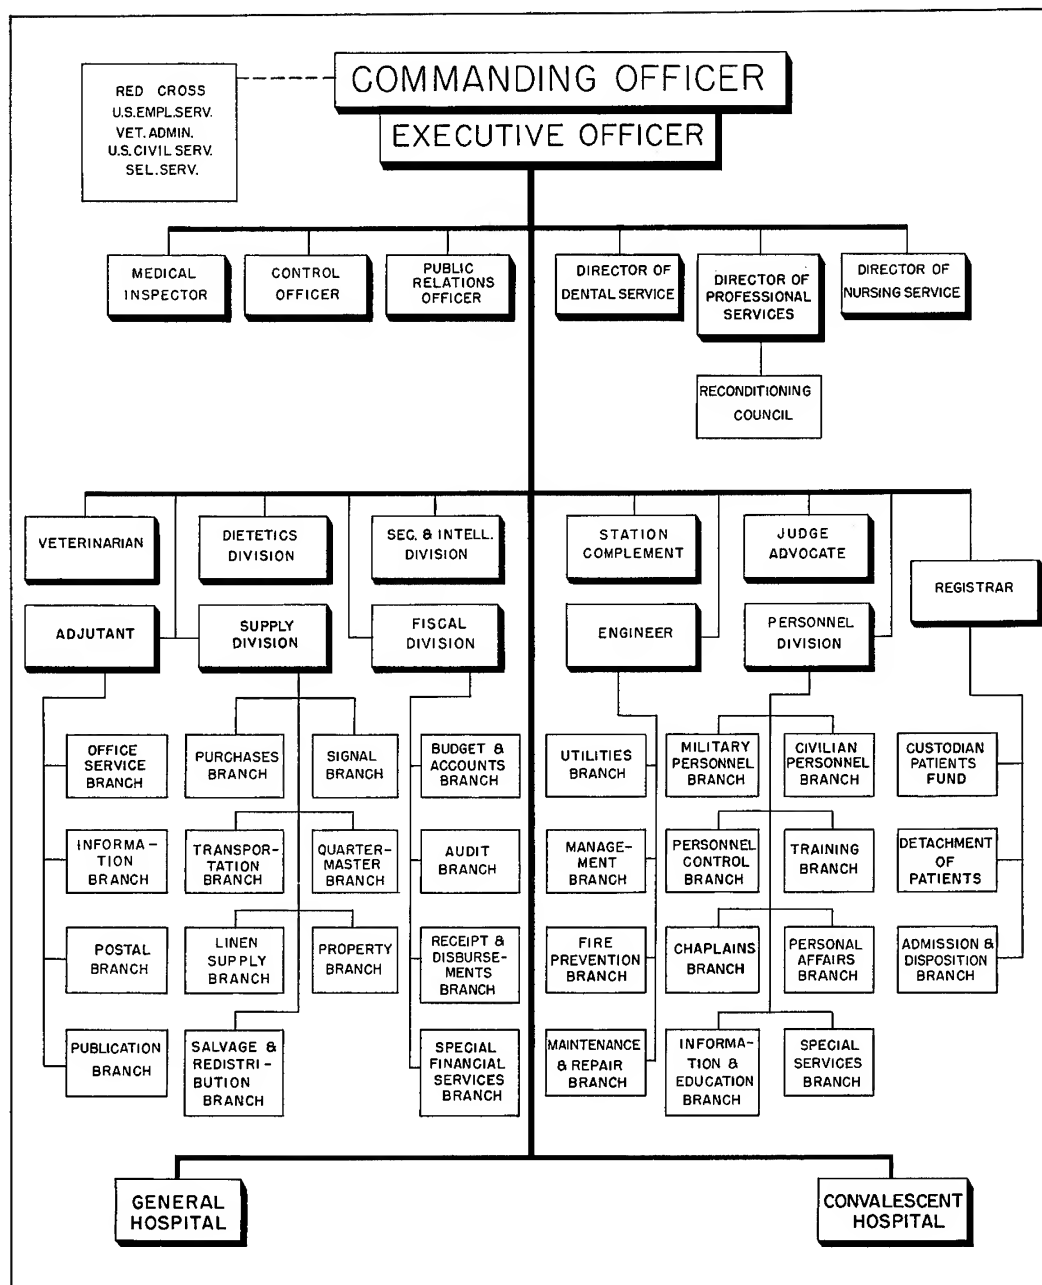 RED CROSS
U.S. EMPL. SERV.
VET. ADMIN.
U.S. CIVIL SERV.
SEL. SERV.
COMMANDING OFFICER
EXECUTIVE OFFICER
MEDICAL
INSPECTOR
CONTROL
OFFICER
PUBLIC
RELATIONS
OFFICER
DIRECTOR OF
DENTAL SERVICE
DIRECTOR OF
PROFESSIONAL
SERVICES
DIRECTOR OF
NURSING SERVICE
RECONDITIONING
COUNCIL
VETERINARIAN
DIETETICS
DIVISION
SEC. & INTELL.
DIVISION
STATION
COMPLEMENT
JUDGE
ADVOCATE
REGISTRAR
ADJUTANT
SUPPLY
DIVISION
FISCAL
DIVISION
ENGINEER
PERSONNEL
DIVISION
OFFICE
SERVICE
BRANCH
PURCHASES
BRANCH
SIGNAL
BRANCH
BUDGET &
ACCOUNTS
BRANCH
UTILITIES
BRANCH
MILITARY
PERSONNEL
BRANCH
CIVILIAN
PERSONNEL
BRANCH
CUSTODIAN
PATIENTS
FUND
INFORMA-
TION
BRANCH
TRANSPOR-
TATION
BRANCH
QUARTER-
MASTER
BRANCH
AUDIT
BRANCH
MANAGE-
MENT
BRANCH
PERSONNEL
CONTROL
BRANCH
TRAINING
BRANCH
DETACHMENT
OF
PATIENTS
POSTAL
BRANCH
LINEN
SUPPLY
BRANCH
PROPERTY
BRANCH
RECEIPT &
DISBURSE-
MENTS
BRANCH
FIRE
PREVENTION
BRANCH
CHAPLAINS
BRANCH
PERSONAL
AFFAIRS
BRANCH
ADMISSION &
DISPOSITION
BRANCH
PUBLICATION
BRANCH
SALVAGE &
REDISTRI-
BUTION
BRANCH
SPECIAL
FINANCIAL
SERVICES
BRANCH
MAINTENANCE
& REPAIR
BRANCH
INFORMA-
TION &
EDUCATION
BRANCH
SPECIAL
SERVICES
BRANCH
GENERAL
HOSPITAL
CONVALESCENT
HOSPITAL